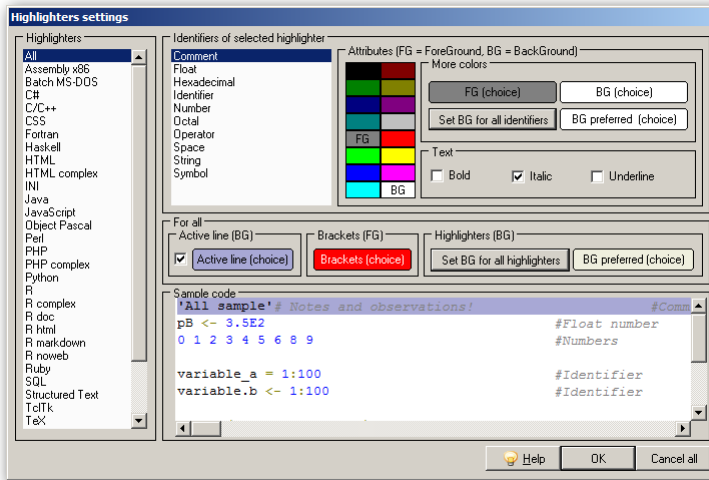 Highlighters settings
Highlighters
All
Assembly x86
Batch MS-DOS
C#
C/C++
CSS
Fortran
Haskell
HTML
HTML complex
INI
Java
JavaScript
Object Pascal
Perl
PHP
PHP complex
Python
R
R complex
R doc
R html
R markdown
R noweb
Ruby
SQL
Structured Text
TclTk
TeX
Identifiers of selected highlighter
Comment
Float
Hexadecimal
Identifier
Number
Octal
Operator
Space
String
Symbol
Attributes (FG = ForeGround, BG = BackGround)
FG
BG
More colors
FG (choice) BG (choice)
Set BG for all identifiers BG preferred (choice)
Text
Bold Italic Underline
For all
Active line (BG)
Active line (choice)
Brackets (FG)
Brackets (choice)
Highlighters (BG)
Set BG for all highlighters BG preferred (choice)
Sample code
'All sample'# Notes and observations! #Comm
pB <- 3.5E2 #Float number
0 1 2 3 4 5 6 8 9 #Numbers
variable_a = 1:100 #Identifier
variable.b <- 1:100 #Identifier
Help OK Cancel all